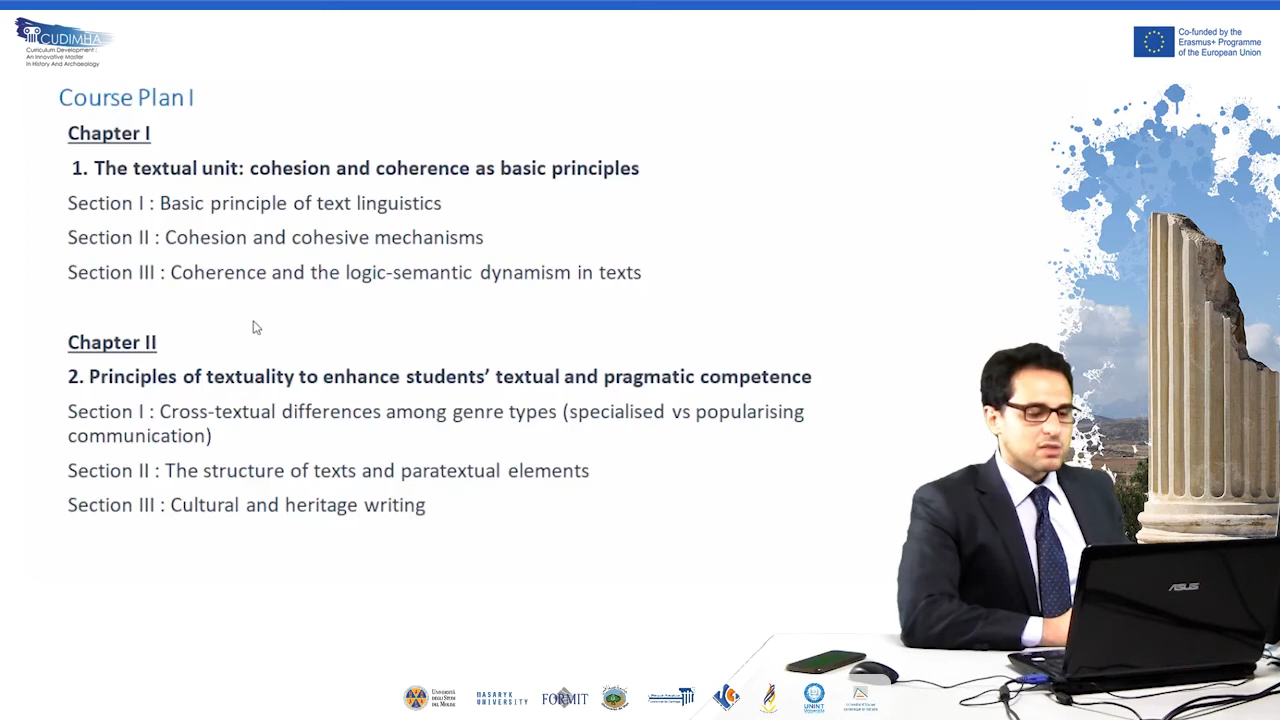 CUDIMHA
Curriculum Development :
An Innovative Master
In History And Archaeology
Co-funded by the
Erasmus+ Programme
of the European Union
Course Plan I
Chapter I
1. The textual unit: cohesion and coherence as basic principles
Section I : Basic principle of text linguistics
Section II : Cohesion and cohesive mechanisms
Section III : Coherence and the logic-semantic dynamism in texts
Chapter II
2. Principles of textuality to enhance students’ textual and pragmatic competence
Section I : Cross-textual differences among genre types (specialised vs popularising
communication)
Section II : The structure of texts and paratextual elements
Section III : Cultural and heritage writing
ASUS
UNIVERSITÀ
DEGLI STUDI
DEL MOLISE
MASARYK
UNIVERSITY
FORMIT
UNINT